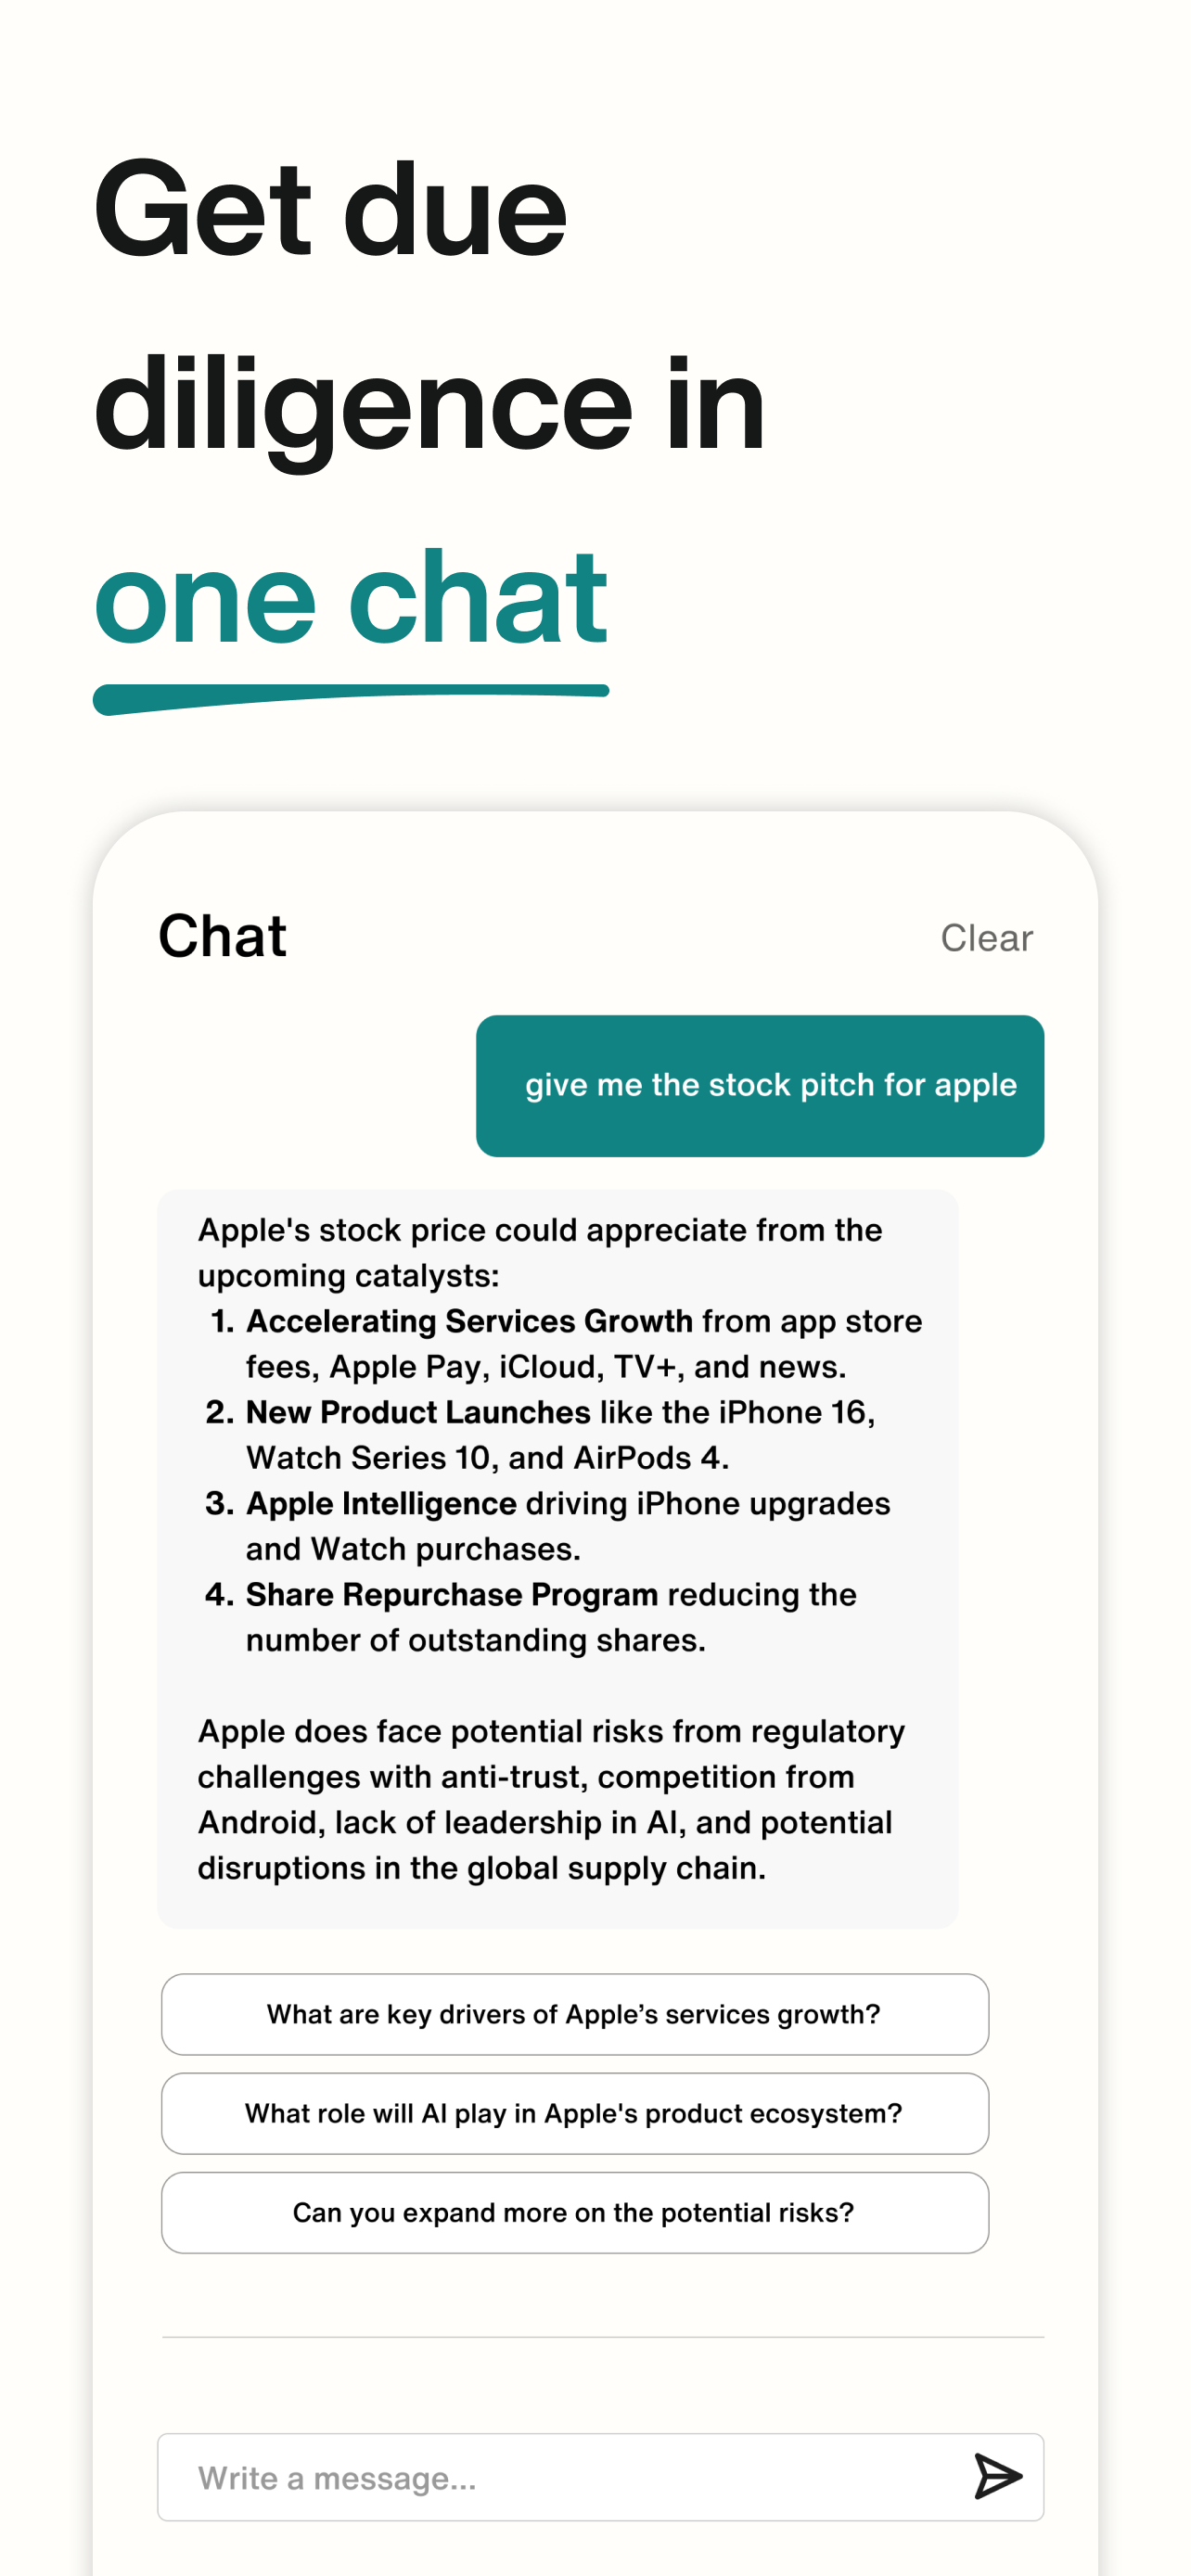 Get due
diligence in
one chat
Chat
Clear
give me the stock pitch for apple
Apple's stock price could appreciate from the
upcoming catalysts:
1. Accelerating Services Growth from app store
fees, Apple Pay, iCloud, TV+, and news.
2. New Product Launches like the iPhone 16,
Watch Series 10, and AirPods 4.
3. Apple Intelligence driving iPhone upgrades
and Watch purchases.
4. Share Repurchase Program reducing the
number of outstanding shares.
Apple does face potential risks from regulatory
challenges with anti-trust, competition from
Android, lack of leadership in AI, and potential
disruptions in the global supply chain.
What are key drivers of Apple’s services growth?
What role will AI play in Apple's product ecosystem?
Can you expand more on the potential risks?
Write a message...